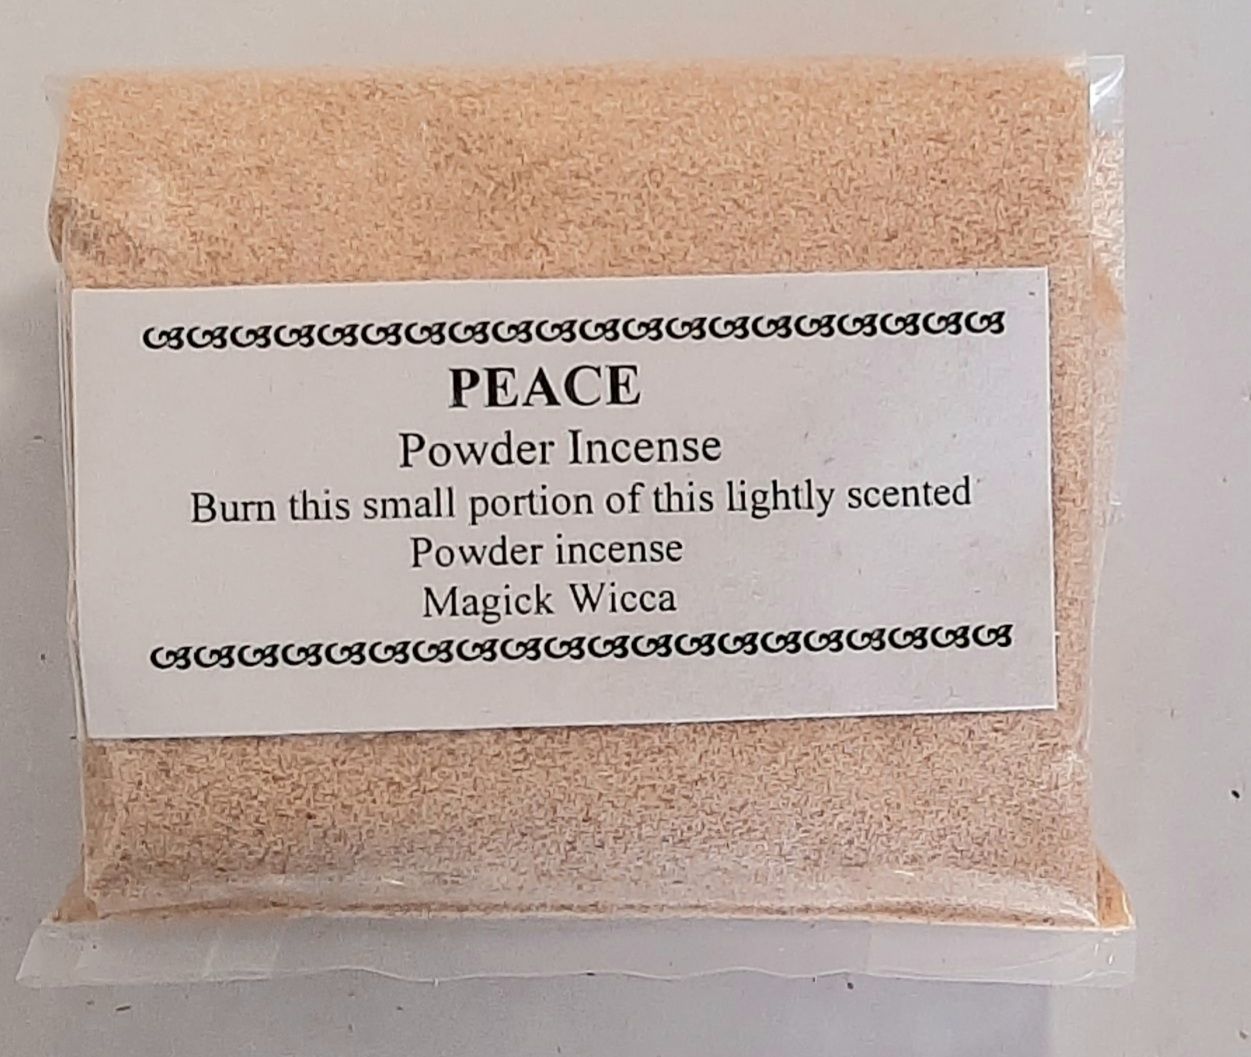 PEACE
Powder Incense
Burn this small portion of this lightly scented
Powder incense
Magick Wicca